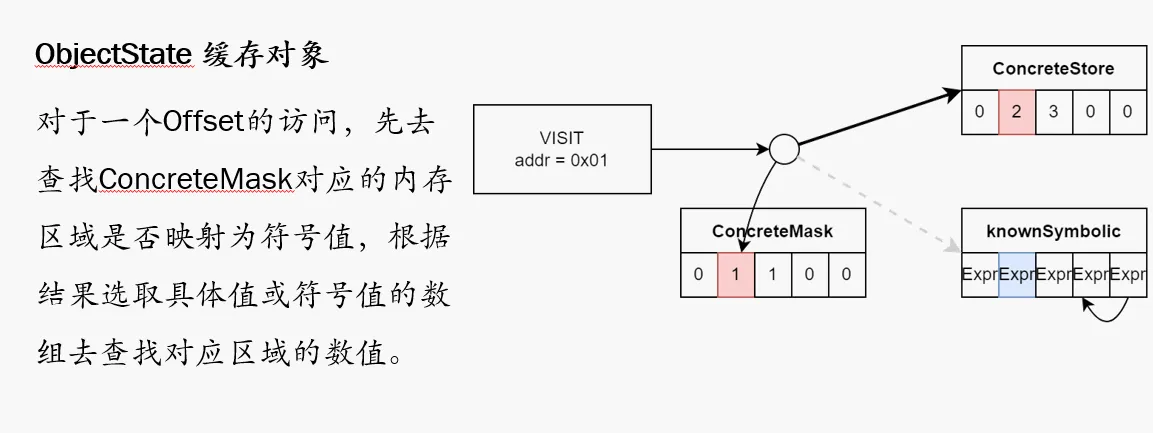 ObjectState 缓存对象
对于一个Offset的访问，先去
查找ConcreteMask对应的内存
区域是否映射为符号值，根据
结果选取具体值或符号值的数
组去查找对应区域的数值。
VISIT
addr = 0x01
ConcreteStore
0 2 3 0 0
ConcreteMask
0 1 1 0 0
knownSymbolic
Expr Expr Expr Expr Expr